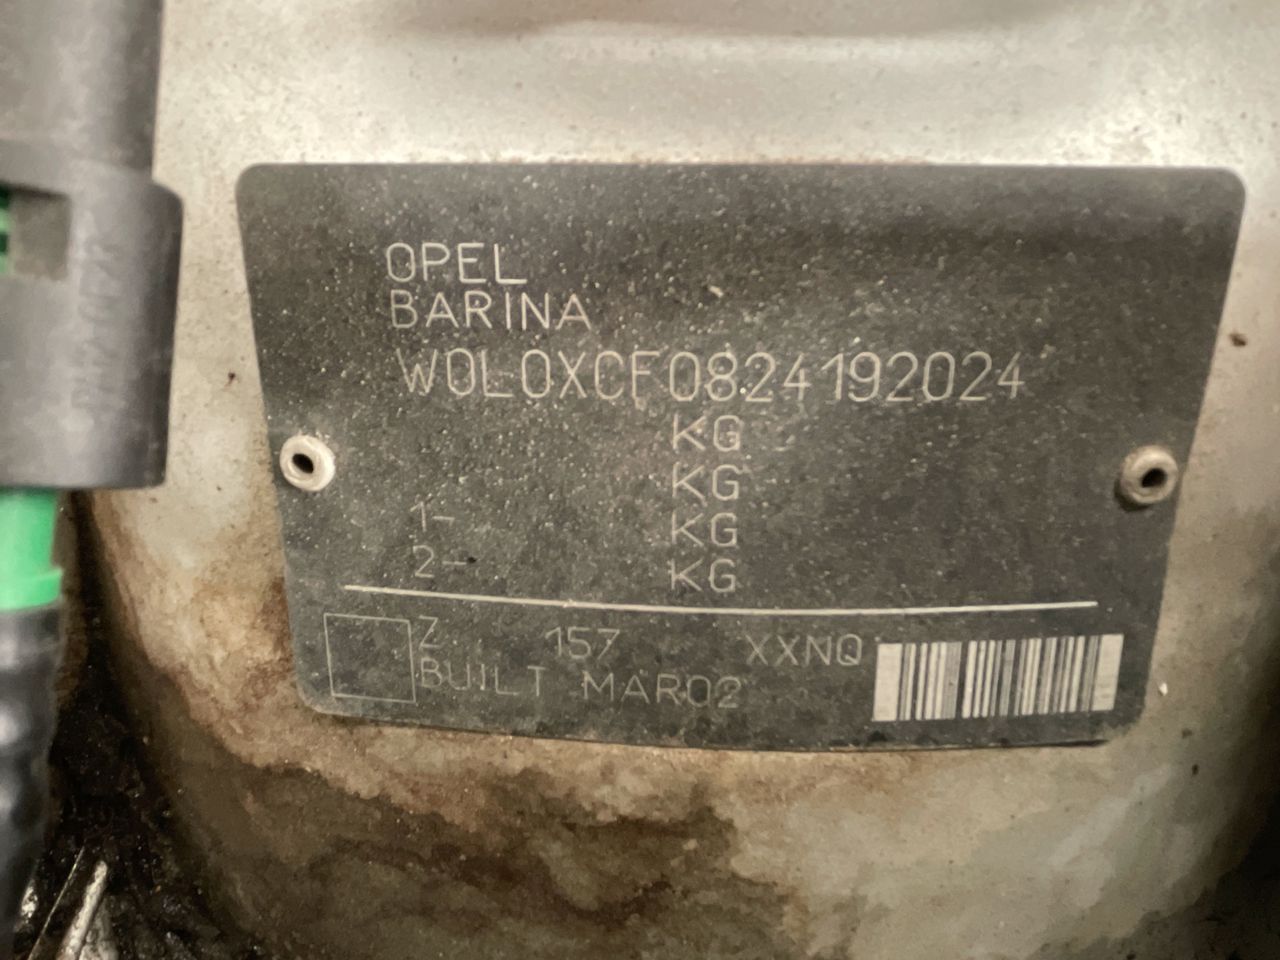 OPEL
BARINA
W0L0XCF0824192024
KG
KG
1- KG
2- KG
Z 157 XXNQ
BUILT MAR02